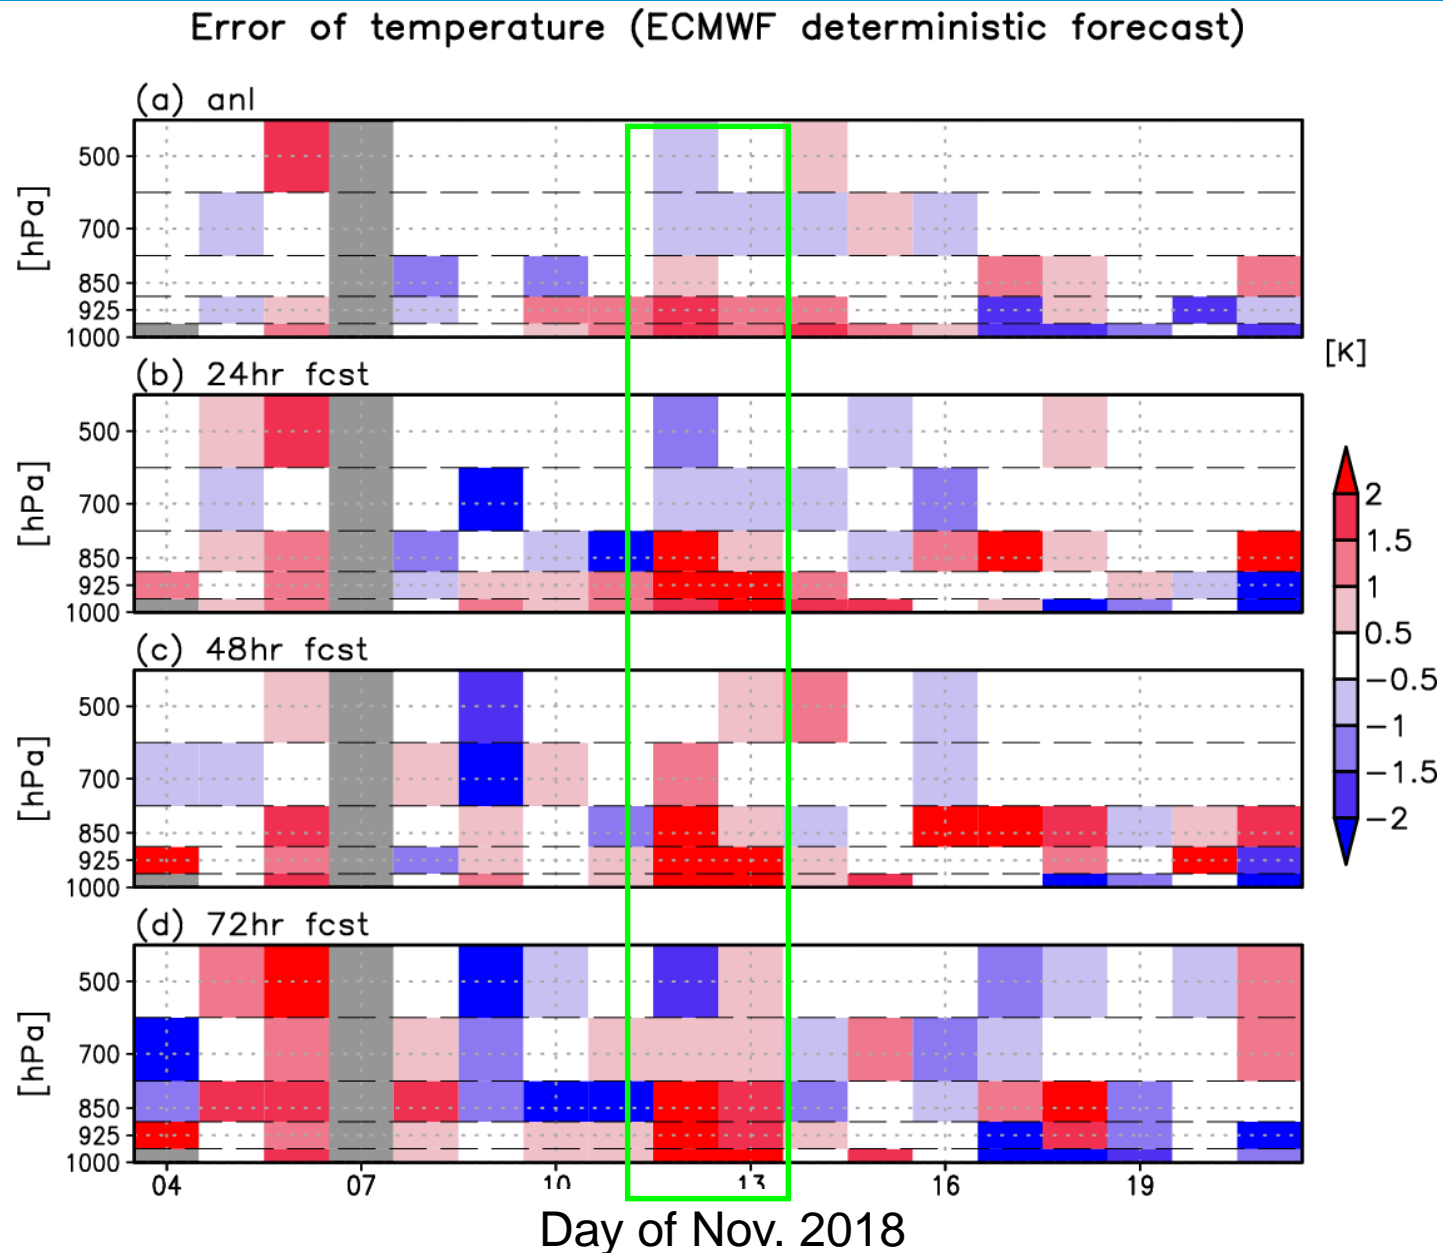 Error of temperature (ECMWF deterministic forecast)
(a) anl
500
700
850
925
1000
[hPa]
(b) 24hr fcst
500
700
850
925
1000
[hPa]
(c) 48hr fcst
500
700
850
925
1000
[hPa]
(d) 72hr fcst
500
700
850
925
1000
[hPa]
04 07 10 13 16 19
Day of Nov. 2018
[K]
2
1.5
1
0.5
−0.5
−1
−1.5
−2